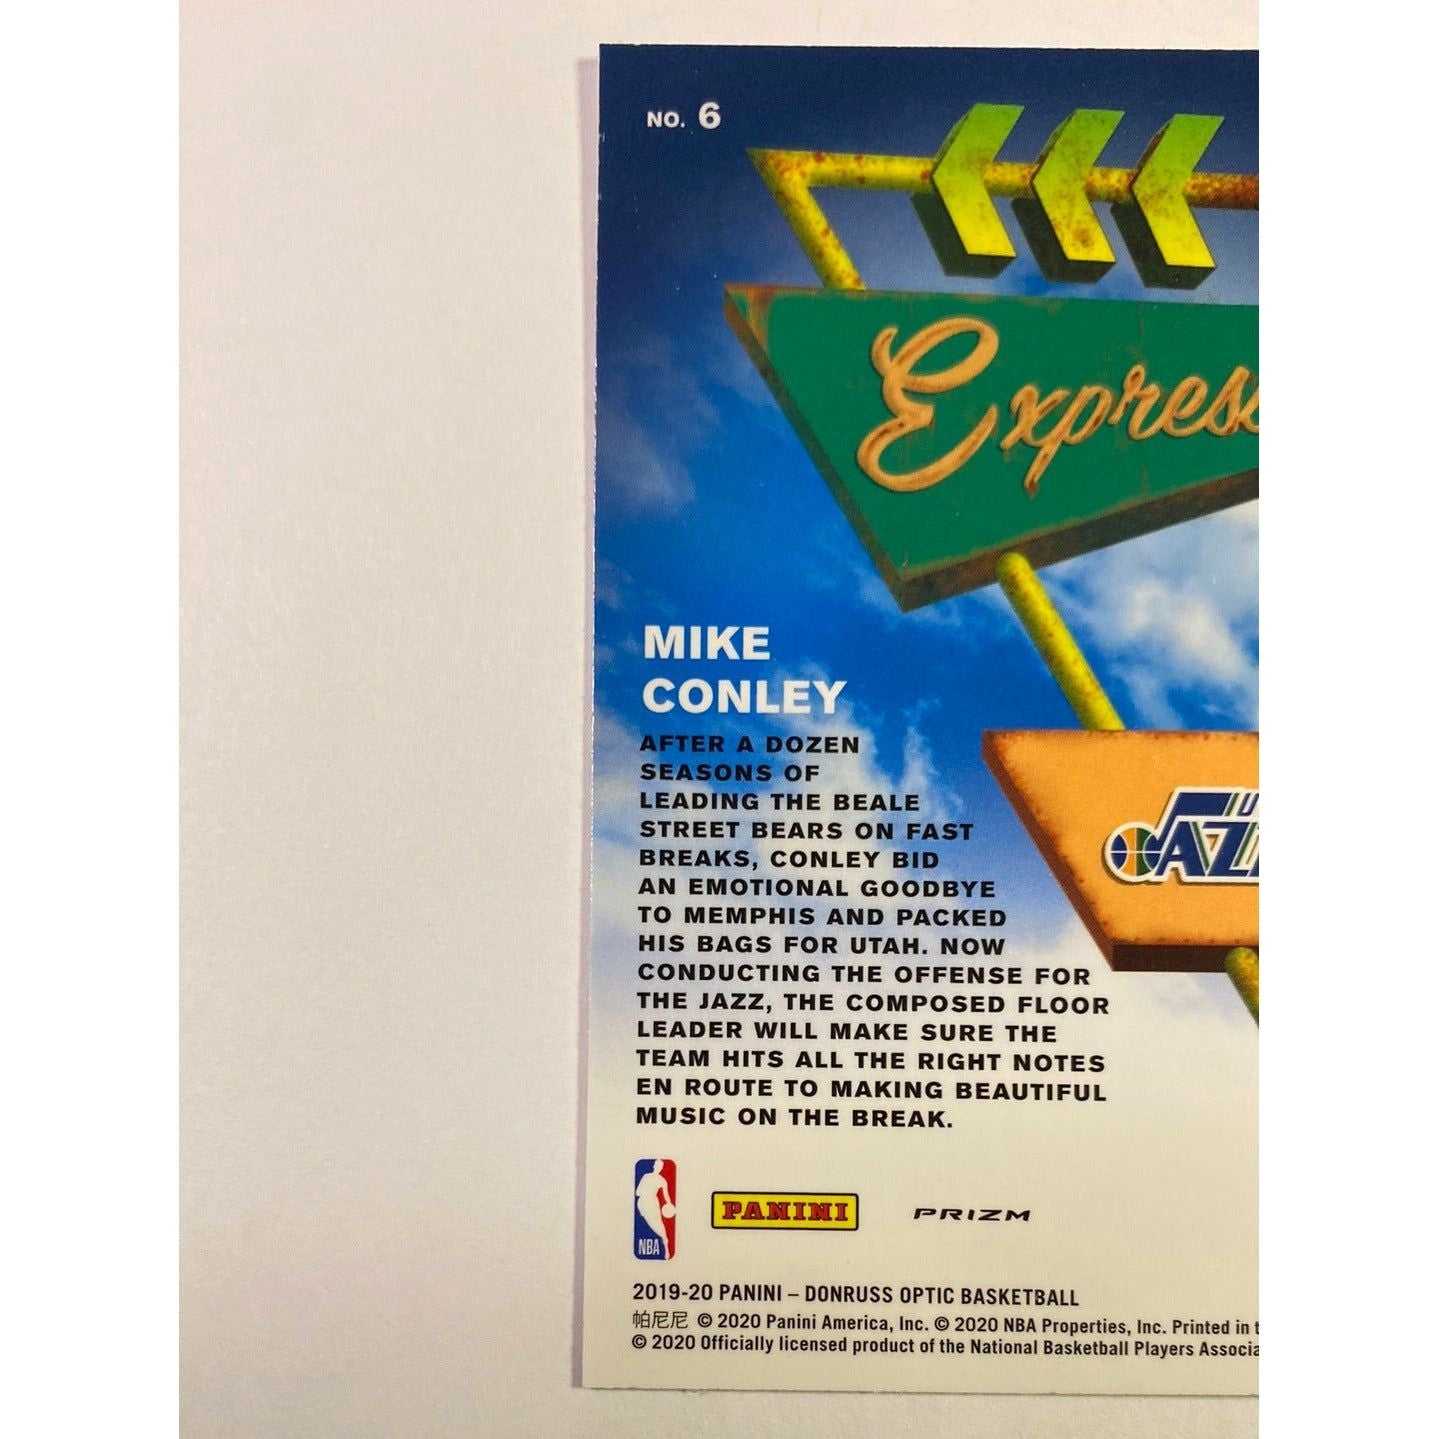 NO. 6
Express
MIKE
CONLEY
AFTER A DOZEN
SEASONS OF
LEADING THE BEALE
STREET BEARS ON FAST
BREAKS, CONLEY BID
AN EMOTIONAL GOODBYE
TO MEMPHIS AND PACKED
HIS BAGS FOR UTAH. NOW
CONDUCTING THE OFFENSE FOR
THE JAZZ, THE COMPOSED FLOOR
LEADER WILL MAKE SURE THE
TEAM HITS ALL THE RIGHT NOTES
EN ROUTE TO MAKING BEAUTIFUL
MUSIC ON THE BREAK.
NBA
PANINI
PRIZM
2019-20 PANINI – DONRUSS OPTIC BASKETBALL
帕尼尼 © 2020 Panini America, Inc. © 2020 NBA Properties, Inc. Printed in
© 2020 Officially licensed product of the National Basketball Players